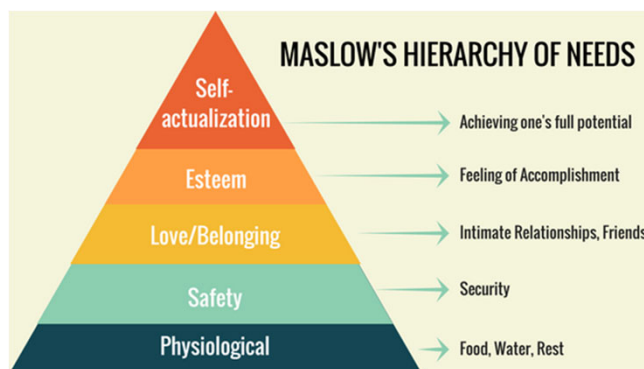 MASLOW'S HIERARCHY OF NEEDS
Self-
actualization
Achieving one's full potential
Esteem
Feeling of Accomplishment
Love/Belonging
Intimate Relationships, Friends
Safety
Security
Physiological
Food, Water, Rest